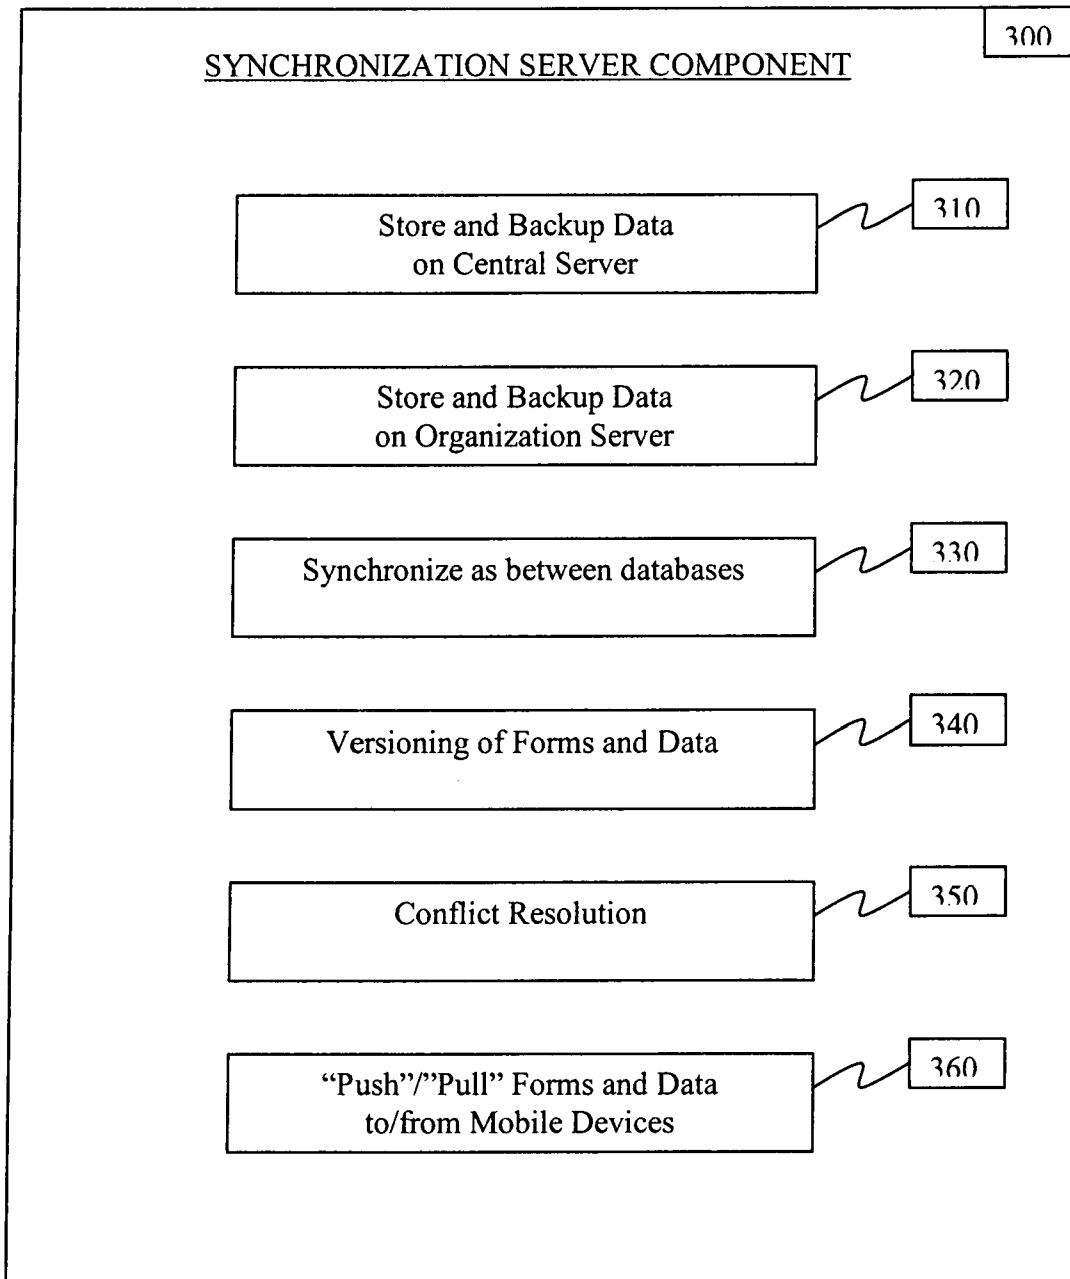 300
SYNCHRONIZATION SERVER COMPONENT
Store and Backup Data
on Central Server
310
Store and Backup Data
on Organization Server
320
Synchronize as between databases
330
Versioning of Forms and Data
340
Conflict Resolution
350
“Push”/”Pull” Forms and Data
to/from Mobile Devices
360